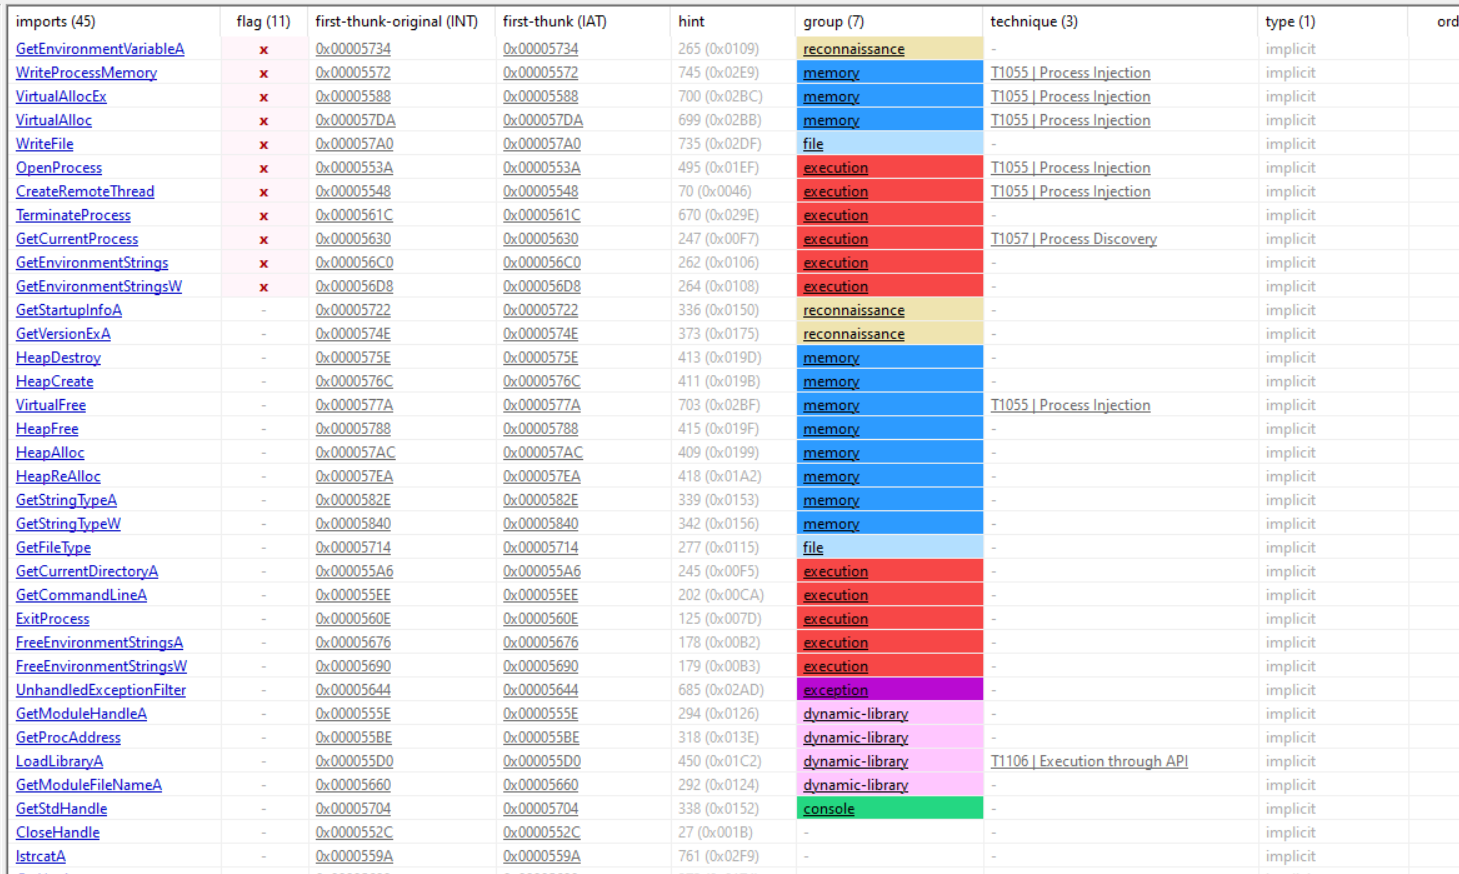 imports (45) flag (11) first-thunk-original (INT) first-thunk (IAT) hint group (7) technique (3) type (1) ord
GetEnvironmentVariableA x 0x00005734 0x00005734 265 (0x0109) reconnaissance - implicit
WriteProcessMemory x 0x00005572 0x00005572 745 (0x02E9) memory T1055 | Process Injection implicit
VirtualAllocEx x 0x00005588 0x00005588 700 (0x02BC) memory T1055 | Process Injection implicit
VirtualAlloc x 0x000057DA 0x000057DA 699 (0x02BB) memory T1055 | Process Injection implicit
WriteFile x 0x000057A0 0x000057A0 735 (0x02DF) file - implicit
OpenProcess x 0x0000553A 0x0000553A 495 (0x01EF) execution T1055 | Process Injection implicit
CreateRemoteThread x 0x00005548 0x00005548 70 (0x0046) execution T1055 | Process Injection implicit
TerminateProcess x 0x0000561C 0x0000561C 670 (0x029E) execution - implicit
GetCurrentProcess x 0x00005630 0x00005630 247 (0x00F7) execution T1057 | Process Discovery implicit
GetEnvironmentStrings x 0x000056C0 0x000056C0 262 (0x0106) execution - implicit
GetEnvironmentStringsW x 0x000056D8 0x000056D8 264 (0x0108) execution - implicit
GetStartupInfoA - 0x00005722 0x00005722 336 (0x0150) reconnaissance - implicit
GetVersionExA - 0x0000574E 0x0000574E 373 (0x0175) reconnaissance - implicit
HeapDestroy - 0x0000575E 0x0000575E 413 (0x019D) memory - implicit
HeapCreate - 0x0000576C 0x0000576C 411 (0x019B) memory - implicit
VirtualFree - 0x0000577A 0x0000577A 703 (0x02BF) memory T1055 | Process Injection implicit
HeapFree - 0x00005788 0x00005788 415 (0x019F) memory - implicit
HeapAlloc - 0x000057AC 0x000057AC 409 (0x0199) memory - implicit
HeapReAlloc - 0x000057EA 0x000057EA 418 (0x01A2) memory - implicit
GetStringTypeA - 0x0000582E 0x0000582E 339 (0x0153) memory - implicit
GetStringTypeW - 0x00005840 0x00005840 342 (0x0156) memory - implicit
GetFileType - 0x00005714 0x00005714 277 (0x0115) file - implicit
GetCurrentDirectoryA - 0x000055A6 0x000055A6 245 (0x00F5) execution - implicit
GetCommandLineA - 0x000055EE 0x000055EE 202 (0x00CA) execution - implicit
ExitProcess - 0x0000560E 0x0000560E 125 (0x007D) execution - implicit
FreeEnvironmentStringsA - 0x00005676 0x00005676 178 (0x00B2) execution - implicit
FreeEnvironmentStringsW - 0x00005690 0x00005690 179 (0x00B3) execution - implicit
UnhandledExceptionFilter - 0x00005644 0x00005644 685 (0x02AD) exception - implicit
GetModuleHandleA - 0x0000555E 0x0000555E 294 (0x0126) dynamic-library - implicit
GetProcAddress - 0x000055BE 0x000055BE 318 (0x013E) dynamic-library - implicit
LoadLibraryA - 0x000055D0 0x000055D0 450 (0x01C2) dynamic-library T1106 | Execution through API implicit
GetModuleFileNameA - 0x00005660 0x00005660 292 (0x0124) dynamic-library - implicit
GetStdHandle - 0x00005704 0x00005704 338 (0x0152) console - implicit
CloseHandle - 0x0000552C 0x0000552C 27 (0x001B) - - implicit
lstrcatA - 0x0000559A 0x0000559A 761 (0x02F9) - - implicit